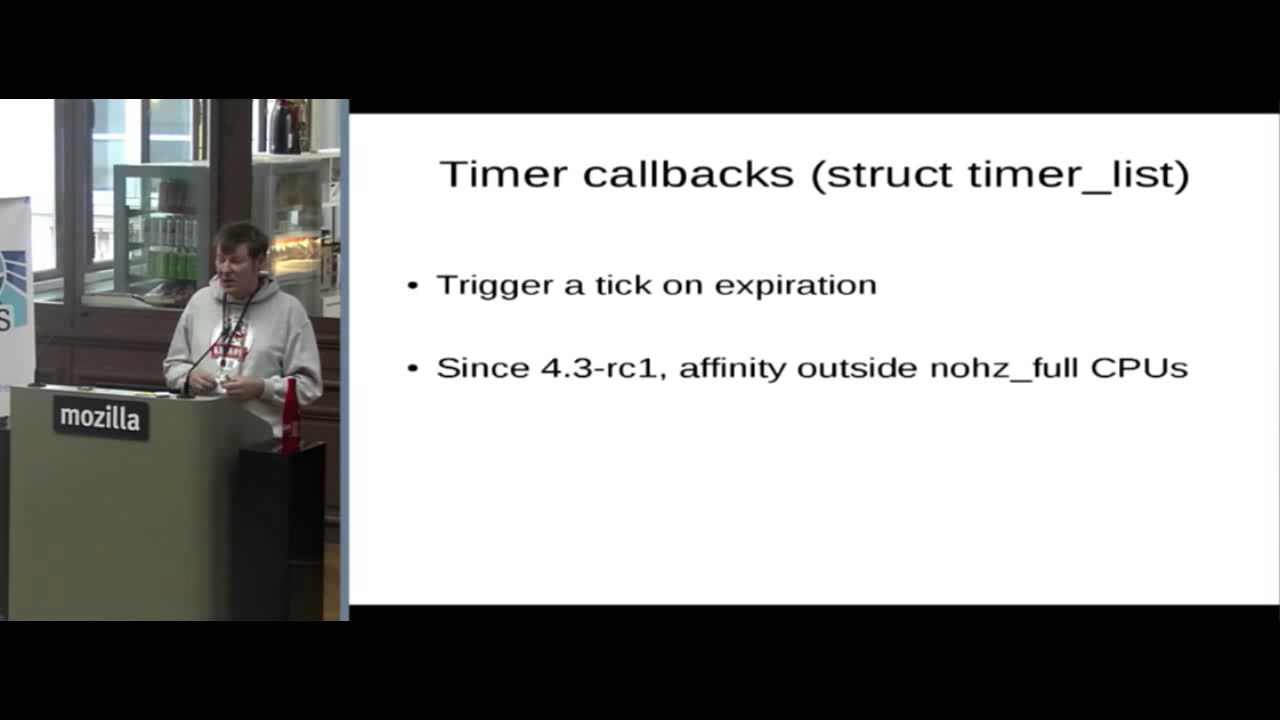 Timer callbacks (struct timer_list)
• Trigger a tick on expiration
• Since 4.3-rc1, affinity outside nohz_full CPUs
mozilla
S